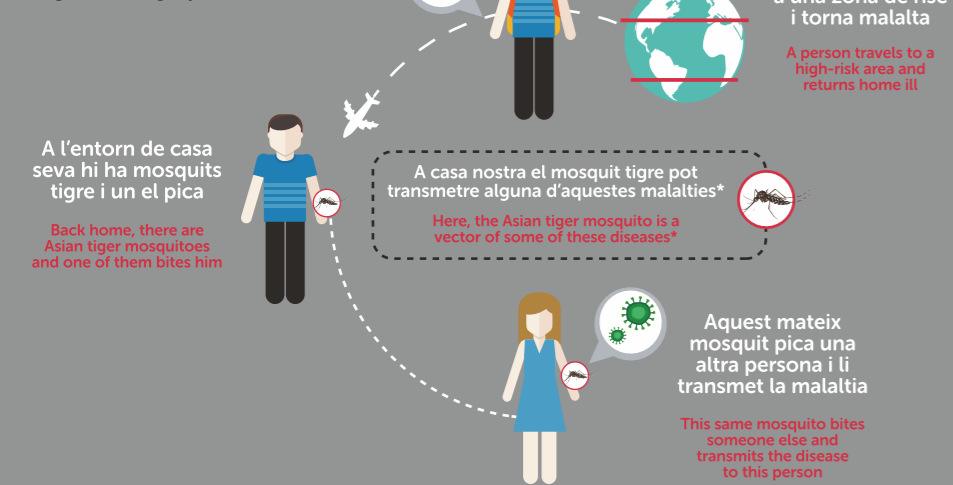 i torna malalta
A person travels to a
high-risk area and
returns home ill
A l'entorn de casa
seva hi ha mosquits
tigre i un el pica
Back home, there are
Asian tiger mosquitoes
and one of them bites him
A casa nostra el mosquit tigre pot
transmetre alguna d'aquestes malalties*
Here, the Asian tiger mosquito is a
vector of some of these diseases*
Aquest mateix
mosquit pica una
altra persona i li
transmet la malaltia
This same mosquito bites
someone else and
transmits the disease
to this person